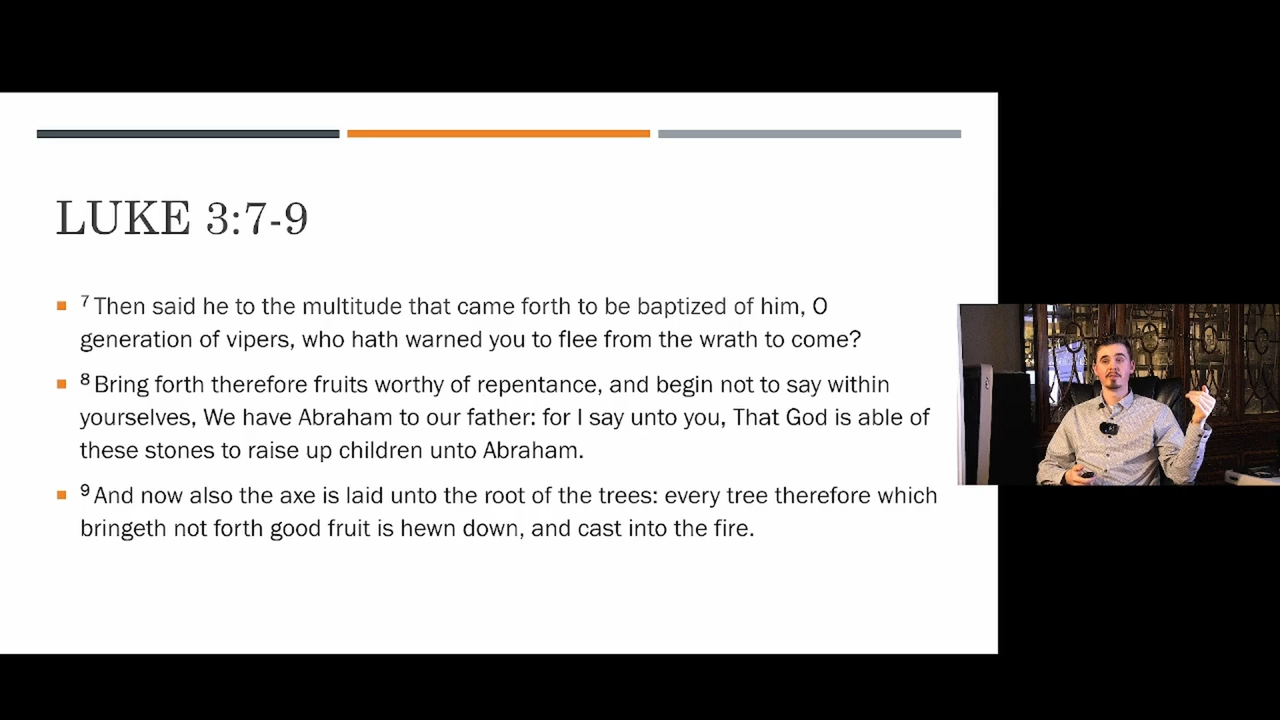 LUKE 3:7-9
7 Then said he to the multitude that came forth to be baptized of him, O
generation of vipers, who hath warned you to flee from the wrath to come?
8 Bring forth therefore fruits worthy of repentance, and begin not to say within
yourselves, We have Abraham to our father: for I say unto you, That God is able of
these stones to raise up children unto Abraham.
9 And now also the axe is laid unto the root of the trees: every tree therefore which
bringeth not forth good fruit is hewn down, and cast into the fire.